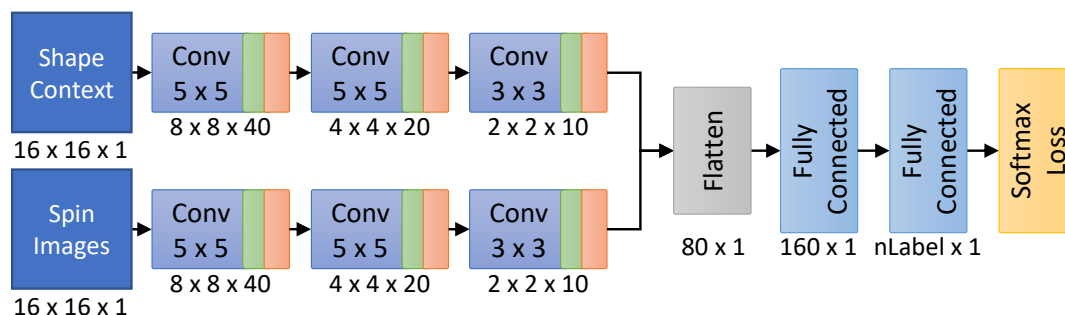 Shape
Context
16 x 16 x 1
Conv
5 x 5
8 x 8 x 40
Conv
5 x 5
4 x 4 x 20
Conv
3 x 3
2 x 2 x 10
Spin
Images
16 x 16 x 1
Conv
5 x 5
8 x 8 x 40
Conv
5 x 5
4 x 4 x 20
Conv
3 x 3
2 x 2 x 10
Flatten
80 x 1
Fully
Connected
160 x 1
Fully
Connected
nLabel x 1
Softmax
Loss